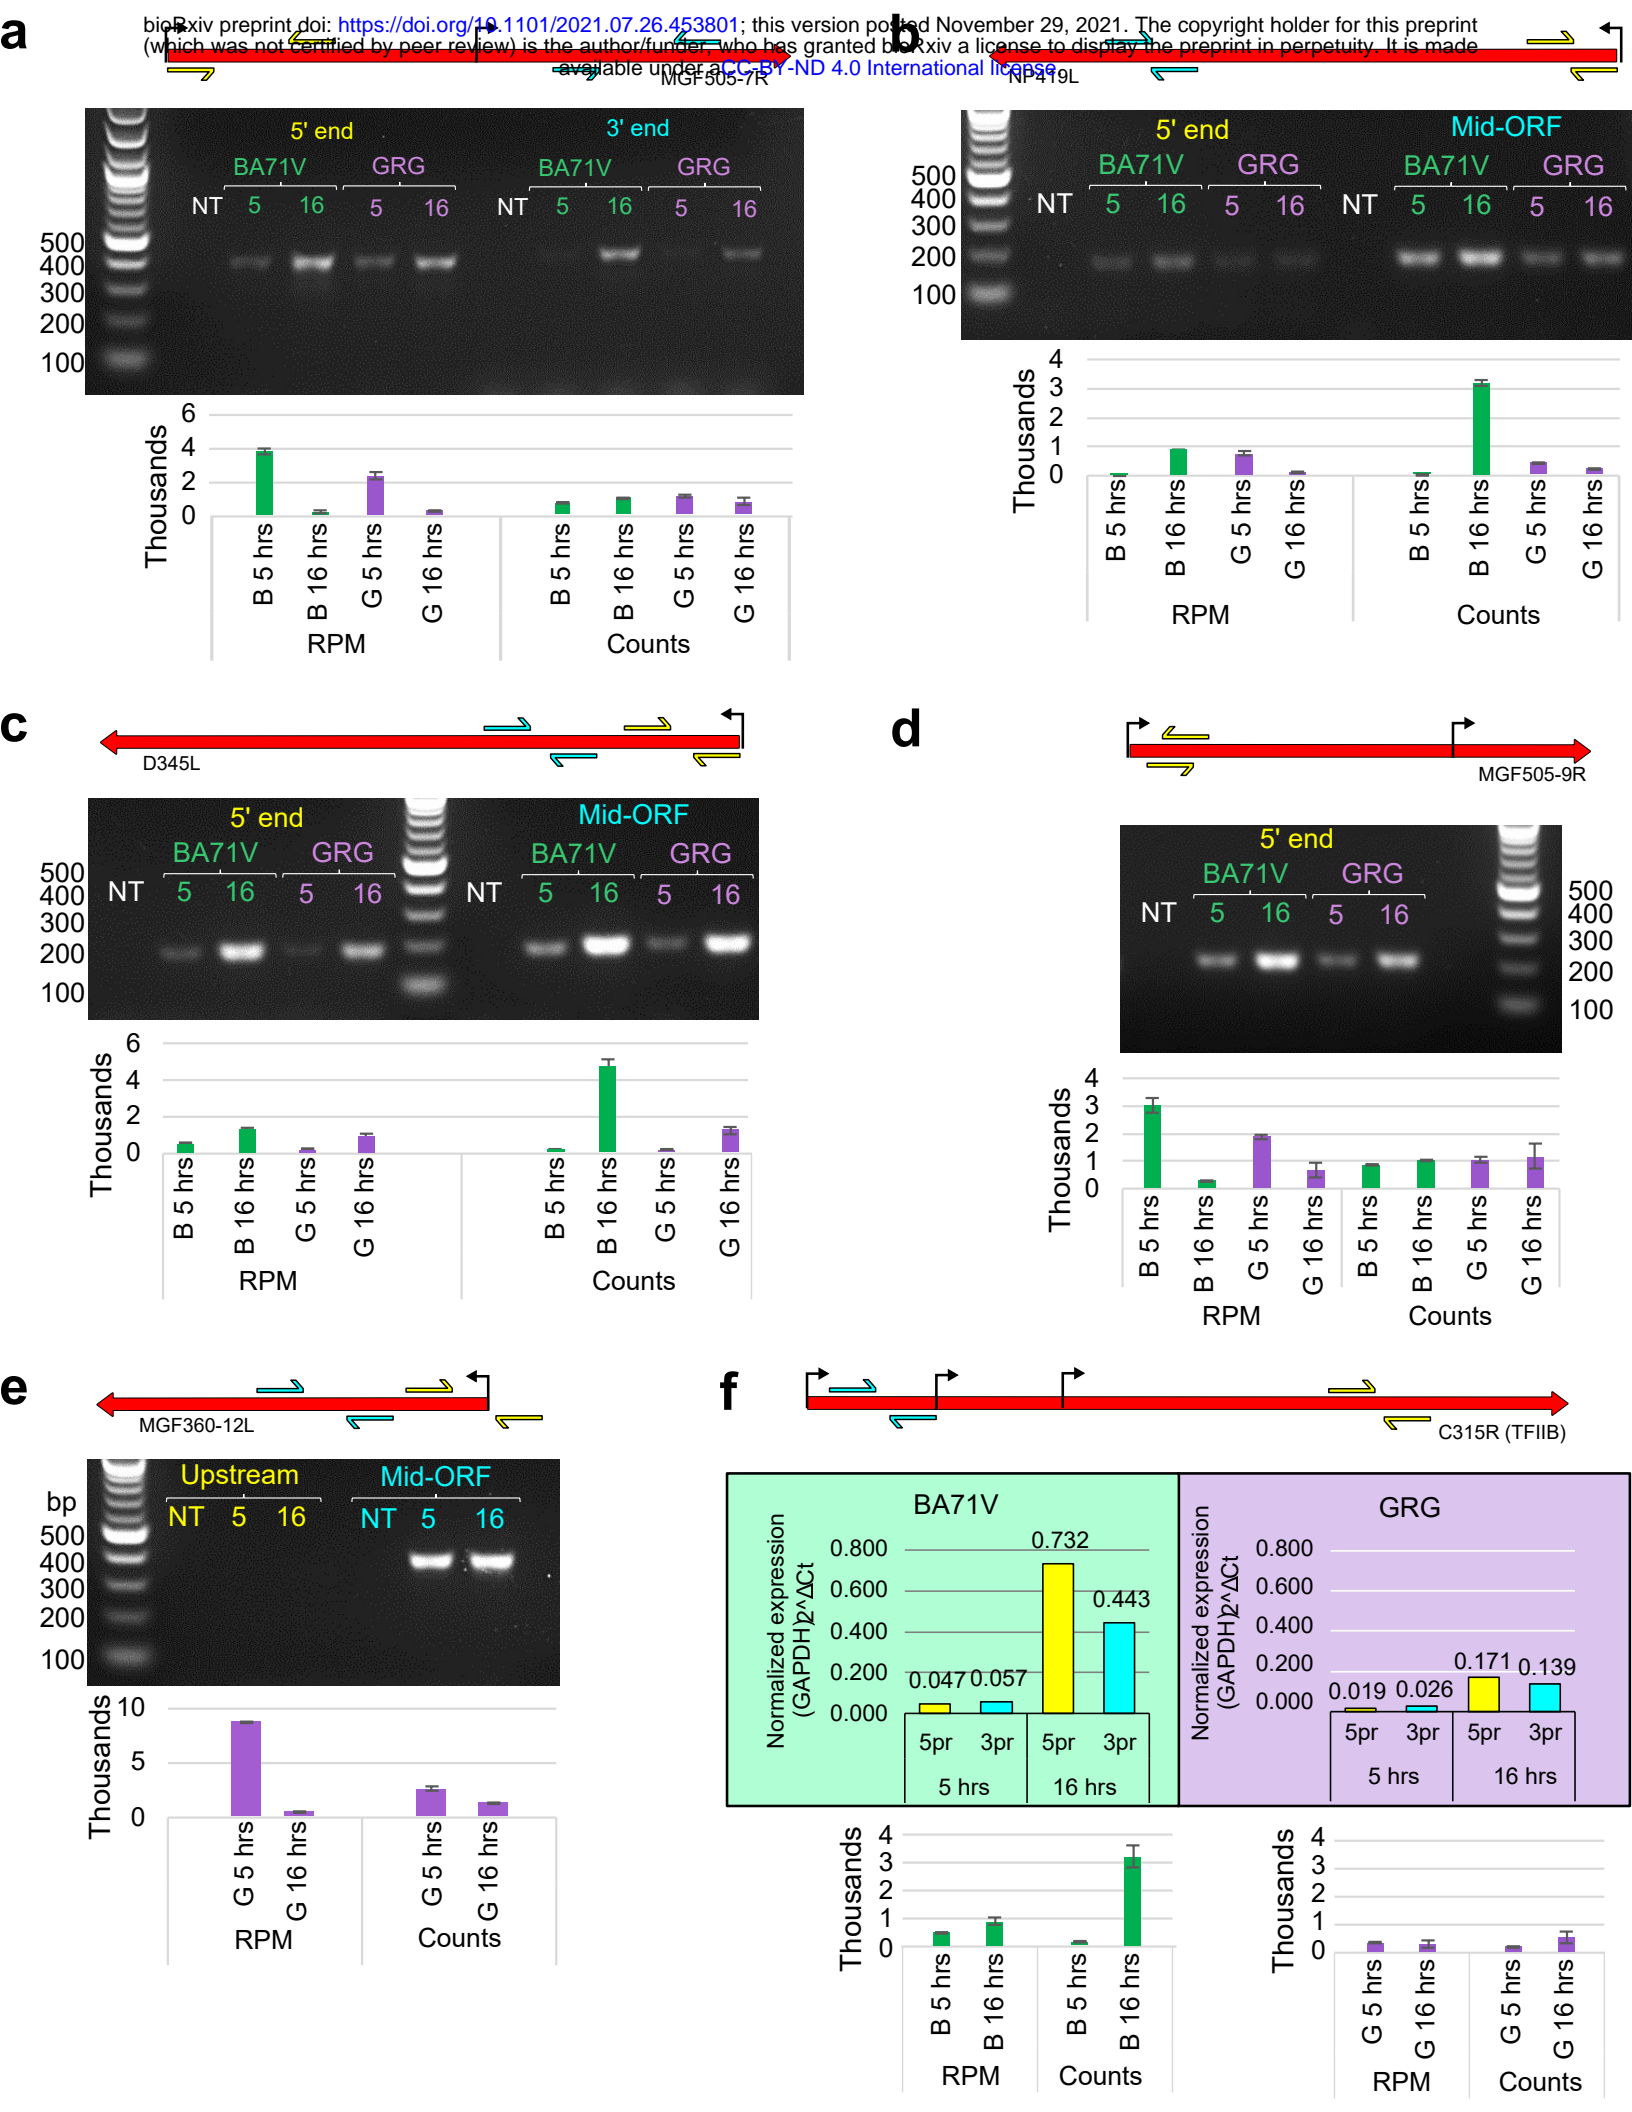 bioRxiv preprint doi: https://doi.org/10.1101/2021.07.26.453801; this version posted November 29, 2021. The copyright holder for this preprint
(which was not certified by peer review) is the author/funder, who has granted bioRxiv a license to display the preprint in perpetuity. It is made
available under aCC-BY-ND 4.0 International license.
a
MGF505-7R
5' end 3' end
BA71V GRG BA71V GRG
NT 5 16 5 16 NT 5 16 5 16
500
400
300
200
100
Thousands
6
4
2
0
B 5 hrs B 16 hrs G 5 hrs G 16 hrs B 5 hrs B 16 hrs G 5 hrs G 16 hrs
RPM Counts
b
NP419L
5' end Mid-ORF
BA71V GRG BA71V GRG
NT 5 16 5 16 NT 5 16 5 16
500
400
300
200
100
Thousands
4
3
2
1
0
B 5 hrs B 16 hrs G 5 hrs G 16 hrs B 5 hrs B 16 hrs G 5 hrs G 16 hrs
RPM Counts
c
D345L
5' end Mid-ORF
BA71V GRG BA71V GRG
NT 5 16 5 16 NT 5 16 5 16
500
400
300
200
100
Thousands
6
4
2
0
B 5 hrs B 16 hrs G 5 hrs G 16 hrs B 5 hrs B 16 hrs G 5 hrs G 16 hrs
RPM Counts
d
MGF505-9R
5' end
BA71V GRG
NT 5 16 5 16
500
400
300
200
100
Thousands
4
3
2
1
0
B 5 hrs B 16 hrs G 5 hrs G 16 hrs B 5 hrs B 16 hrs G 5 hrs G 16 hrs
RPM Counts
e
MGF360-12L
Upstream Mid-ORF
NT 5 16 NT 5 16
bp
500
400
300
200
100
Thousands
10
5
0
G 5 hrs G 16 hrs G 5 hrs G 16 hrs
RPM Counts
f
C315R (TFIIB)
BA71V
Normalized expression
(GAPDH)2^ΔCt
0.800
0.600
0.400
0.200
0.000
0.047 0.057 0.732 0.443
5pr 3pr 5pr 3pr
5 hrs 16 hrs
GRG
Normalized expression
(GAPDH)2^ΔCt
0.800
0.600
0.400
0.200
0.000
0.019 0.026 0.171 0.139
5pr 3pr 5pr 3pr
5 hrs 16 hrs
Thousands
4
3
2
1
0
B 5 hrs B 16 hrs B 5 hrs B 16 hrs
RPM Counts
Thousands
4
3
2
1
0
G 5 hrs G 16 hrs G 5 hrs G 16 hrs
RPM Counts